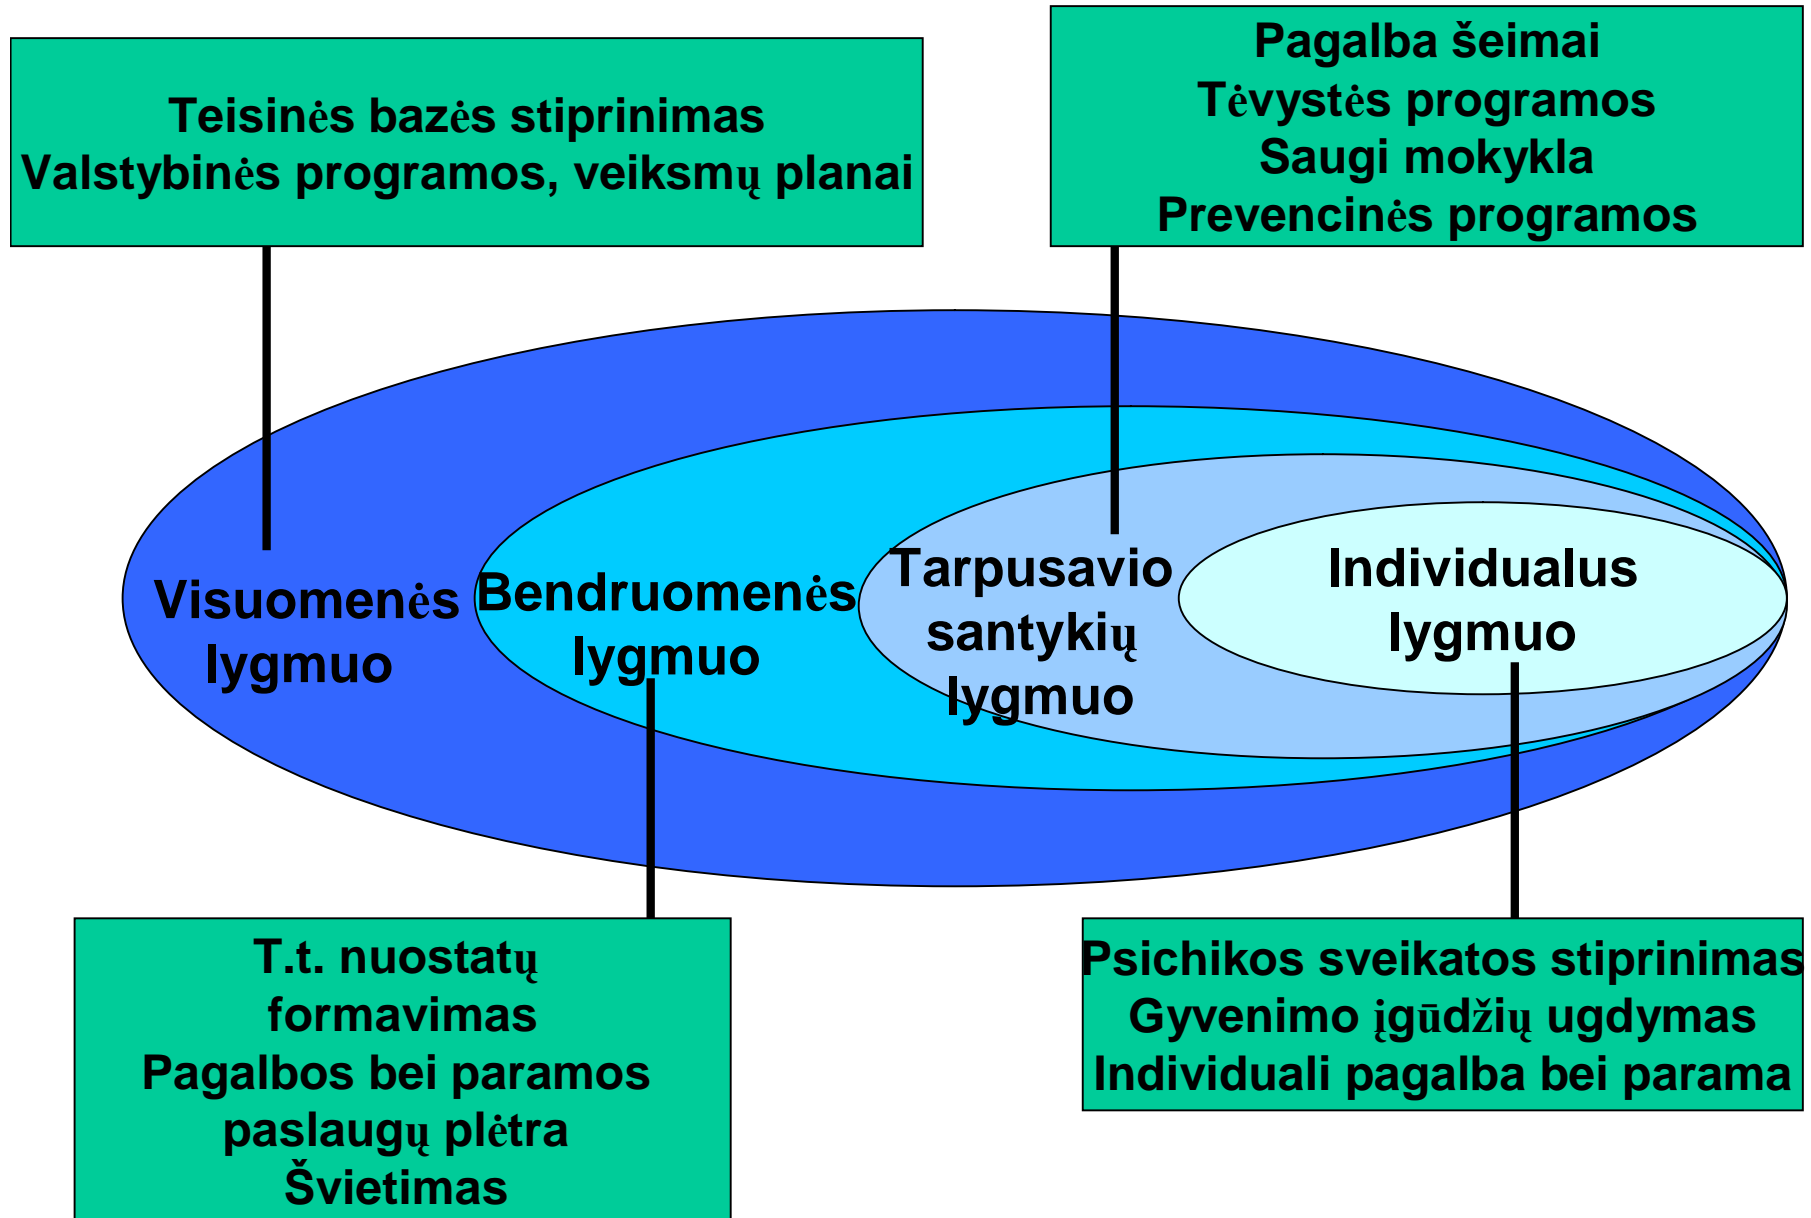 Teisinės bazės stiprinimas
Valstybinės programos, veiksmų planai
Pagalba šeimai
Tėvystės programos
Saugi mokykla
Prevencinės programos
Visuomenės
lygmuo
Bendruomenės
lygmuo
Tarpusavio
santykių
lygmuo
Individualus
lygmuo
T.t. nuostatų
formavimas
Pagalbos bei paramos
paslaugų plėtra
Švietimas
Psichikos sveikatos stiprinimas
Gyvenimo įgūdžių ugdymas
Individuali pagalba bei parama